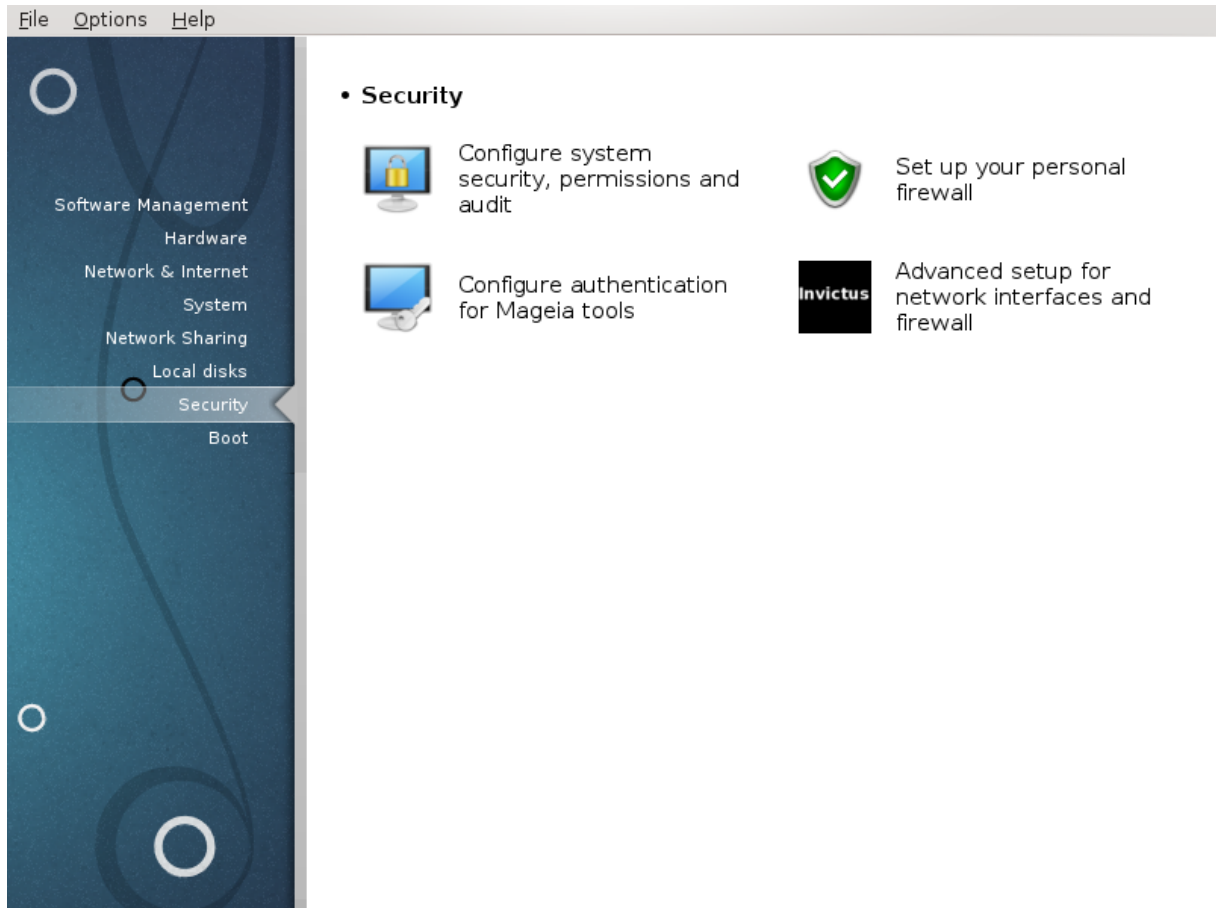 File Options Help
Software Management
Hardware
Network & Internet
System
Network Sharing
Local disks
Security
Boot
• Security
Configure system
security, permissions and
audit
Set up your personal
firewall
Configure authentication
for Mageia tools
Invictus
Advanced setup for
network interfaces and
firewall